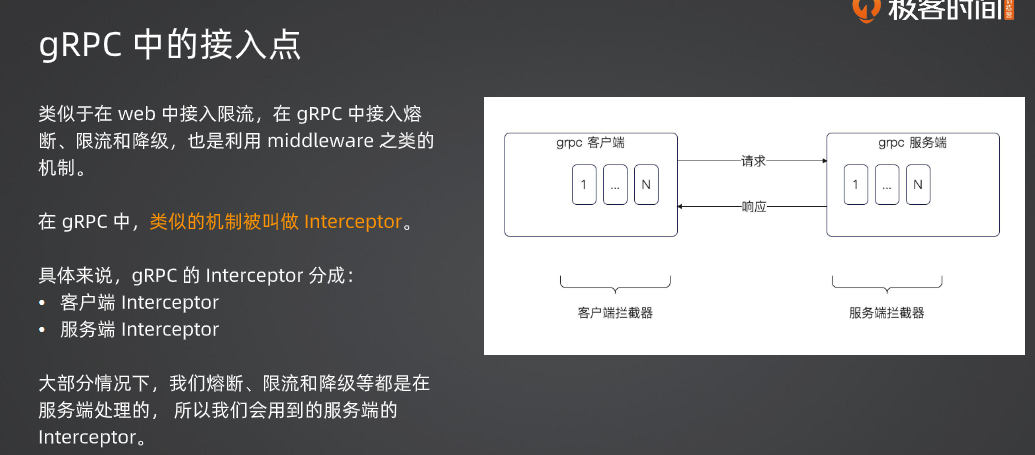 极客时间
gRPC 中的接入点
类似于在 web 中接入限流，在 gRPC 中接入熔
断、限流和降级，也是利用 middleware 之类的
机制。
在 gRPC 中，类似的机制被叫做 Interceptor。
具体来说，gRPC 的 Interceptor 分成：
• 客户端 Interceptor
• 服务端 Interceptor
大部分情况下，我们熔断、限流和降级等都是在
服务端处理的， 所以我们会用到的服务端的
Interceptor。
grpc 客户端
1 ... N
请求
响应
grpc 服务端
1 ... N
客户端拦截器
服务端拦截器